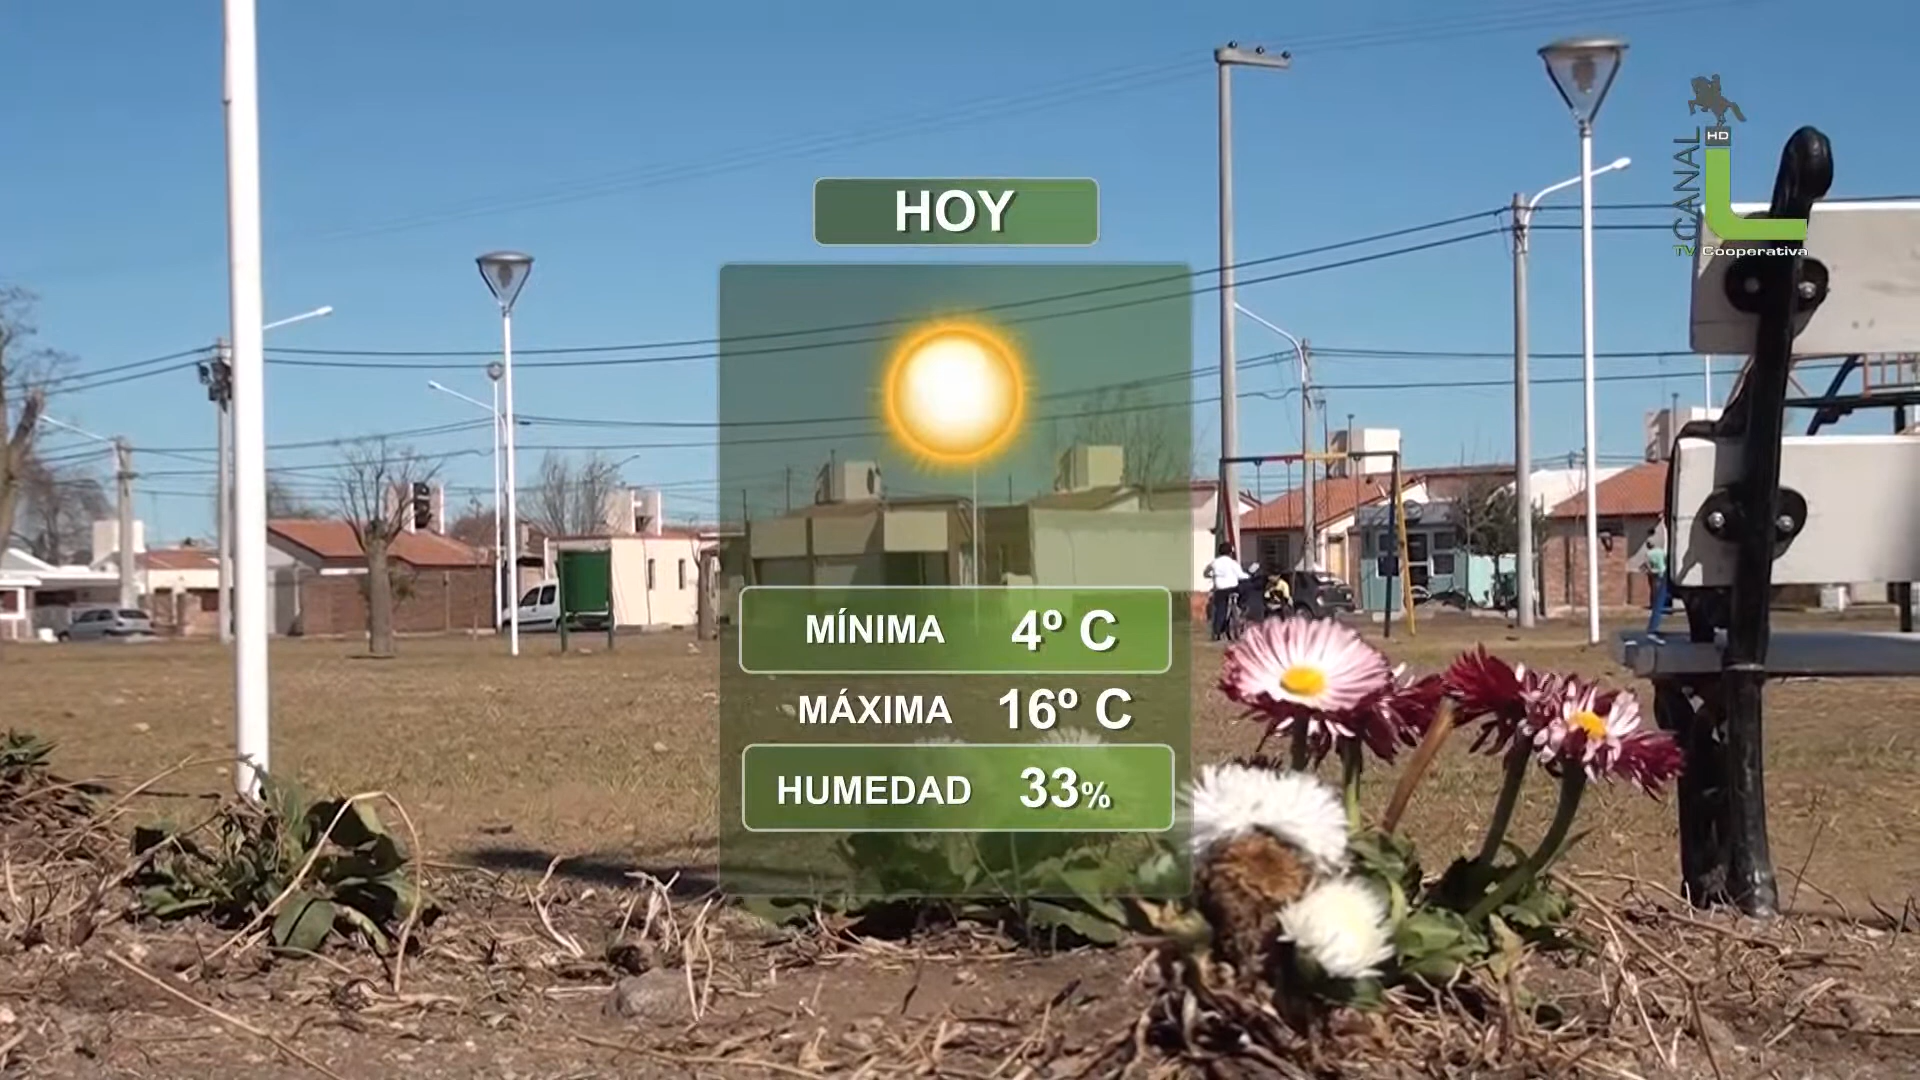 HOY
MÍNIMA 4º C
MÁXIMA 16º C
HUMEDAD 33%
CANAL
HD
L
TV Cooperativa